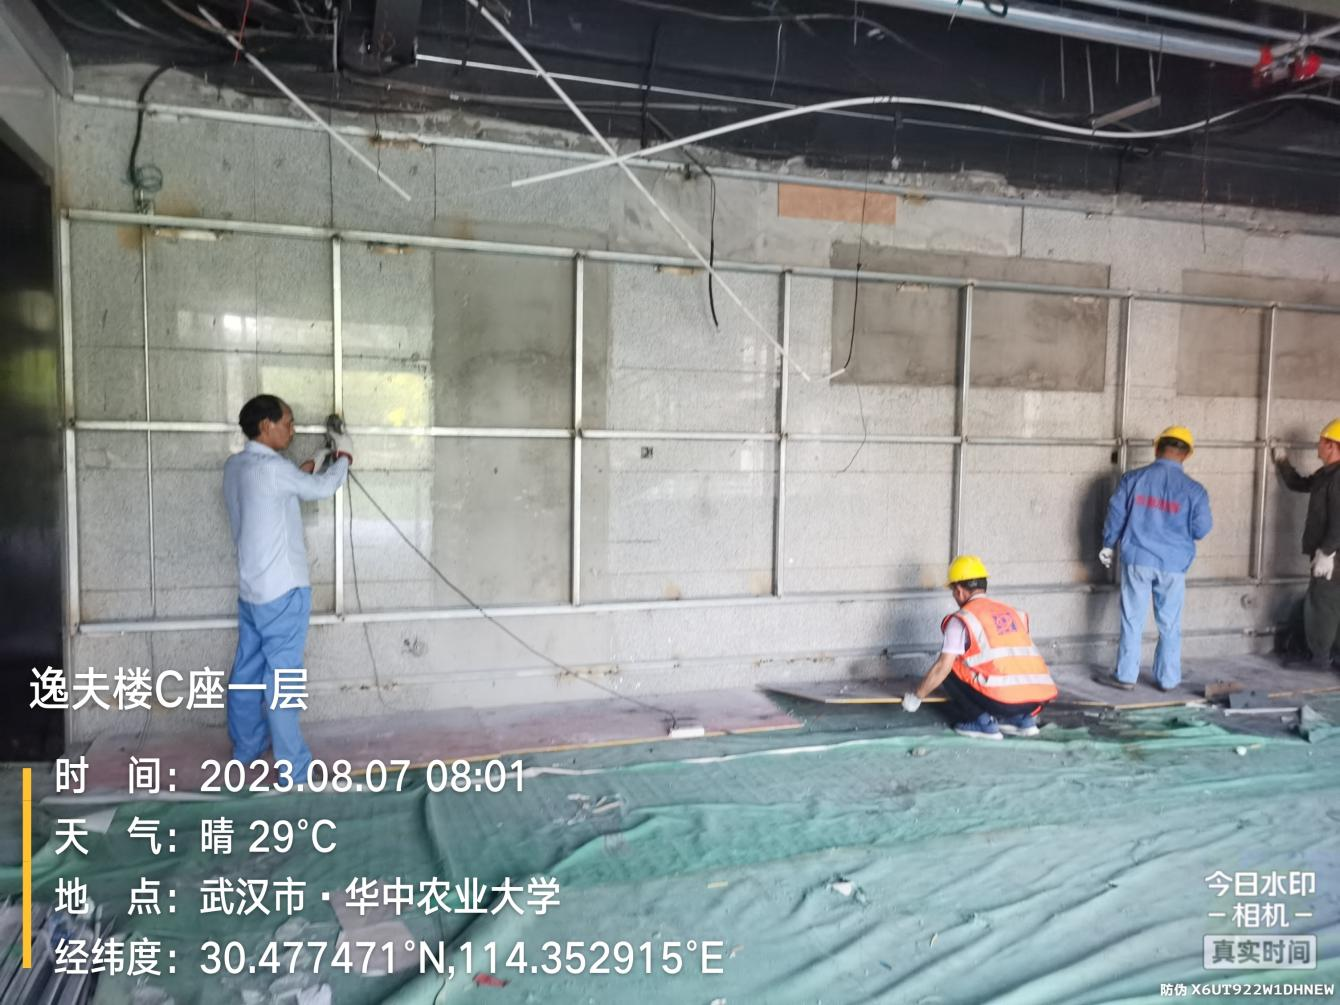 逸夫楼C座一层
时 间：2023.08.07 08:01
天 气：晴 29°C
地 点：武汉市·华中农业大学
经纬度：30.477471°N,114.352915°E
今日水印
-相机-
真实时间
防伪 X6UT922W1DHNEW